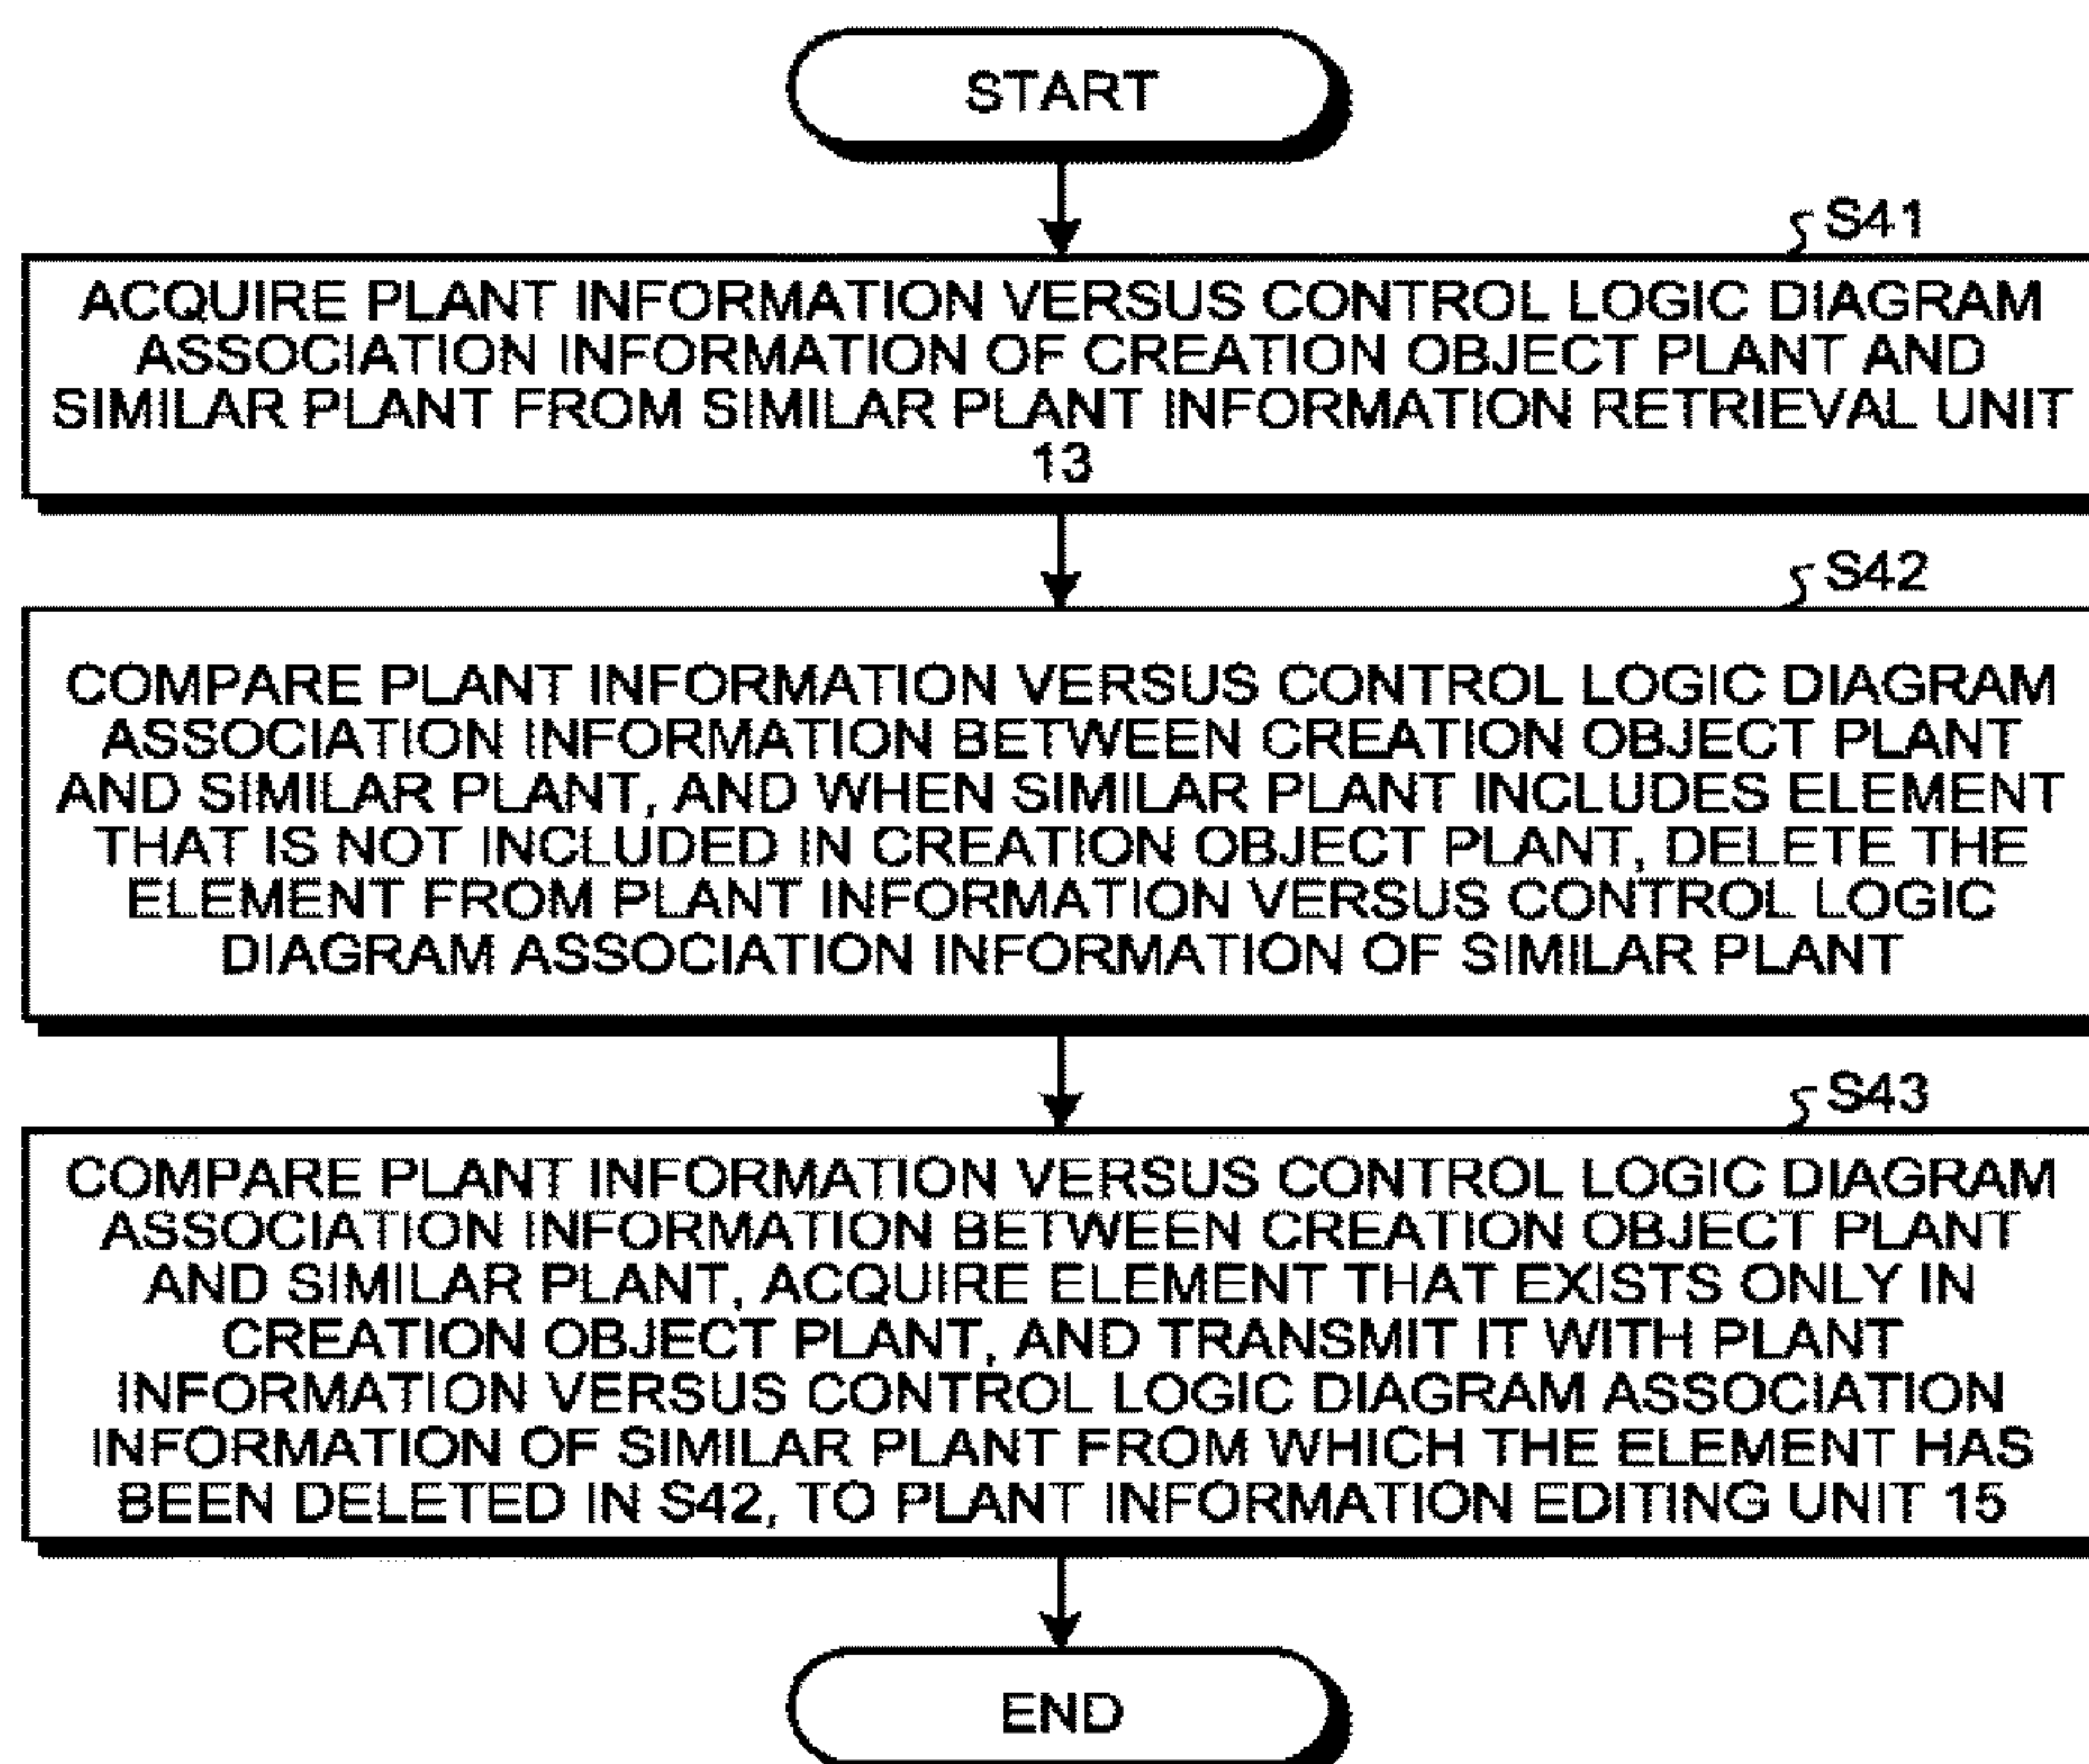 START
S41
ACQUIRE PLANT INFORMATION VERSUS CONTROL LOGIC DIAGRAM
ASSOCIATION INFORMATION OF CREATION OBJECT PLANT AND
SIMILAR PLANT FROM SIMILAR PLANT INFORMATION RETRIEVAL UNIT
13
S42
COMPARE PLANT INFORMATION VERSUS CONTROL LOGIC DIAGRAM
ASSOCIATION INFORMATION BETWEEN CREATION OBJECT PLANT
AND SIMILAR PLANT, AND WHEN SIMILAR PLANT INCLUDES ELEMENT
THAT IS NOT INCLUDED IN CREATION OBJECT PLANT, DELETE THE
ELEMENT FROM PLANT INFORMATION VERSUS CONTROL LOGIC
DIAGRAM ASSOCIATION INFORMATION OF SIMILAR PLANT
S43
COMPARE PLANT INFORMATION VERSUS CONTROL LOGIC DIAGRAM
ASSOCIATION INFORMATION BETWEEN CREATION OBJECT PLANT
AND SIMILAR PLANT, ACQUIRE ELEMENT THAT EXISTS ONLY IN
CREATION OBJECT PLANT, AND TRANSMIT IT WITH PLANT
INFORMATION VERSUS CONTROL LOGIC DIAGRAM ASSOCIATION
INFORMATION OF SIMILAR PLANT FROM WHICH THE ELEMENT HAS
BEEN DELETED IN S42, TO PLANT INFORMATION EDITING UNIT 15
END